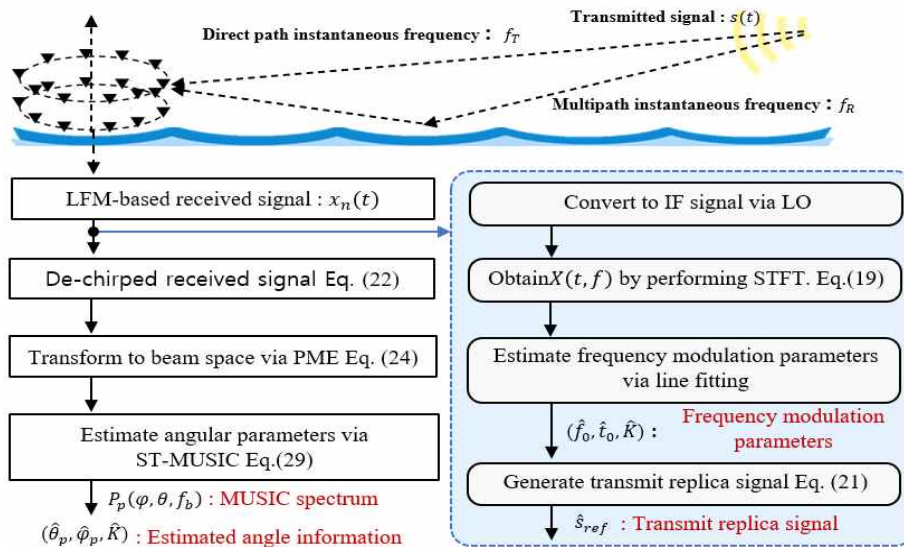 Transmitted signal : s(t)
Direct path instantaneous frequency : f_T
Multipath instantaneous frequency : f_R
LFM-based received signal : x_n(t)
De-chirped received signal Eq. (22)
Transform to beam space via PME Eq. (24)
Estimate angular parameters via
ST-MUSIC Eq.(29)
P_p(φ, θ, f_b) : MUSIC spectrum
(θ̂_p, φ̂_p, K̂) : Estimated angle information
Convert to IF signal via LO
ObtainX(t, f) by performing STFT. Eq.(19)
Estimate frequency modulation parameters
via line fitting
(f̂_0, t̂_0, K̂) : Frequency modulation
parameters
Generate transmit replica signal Eq. (21)
ŝ_ref : Transmit replica signal